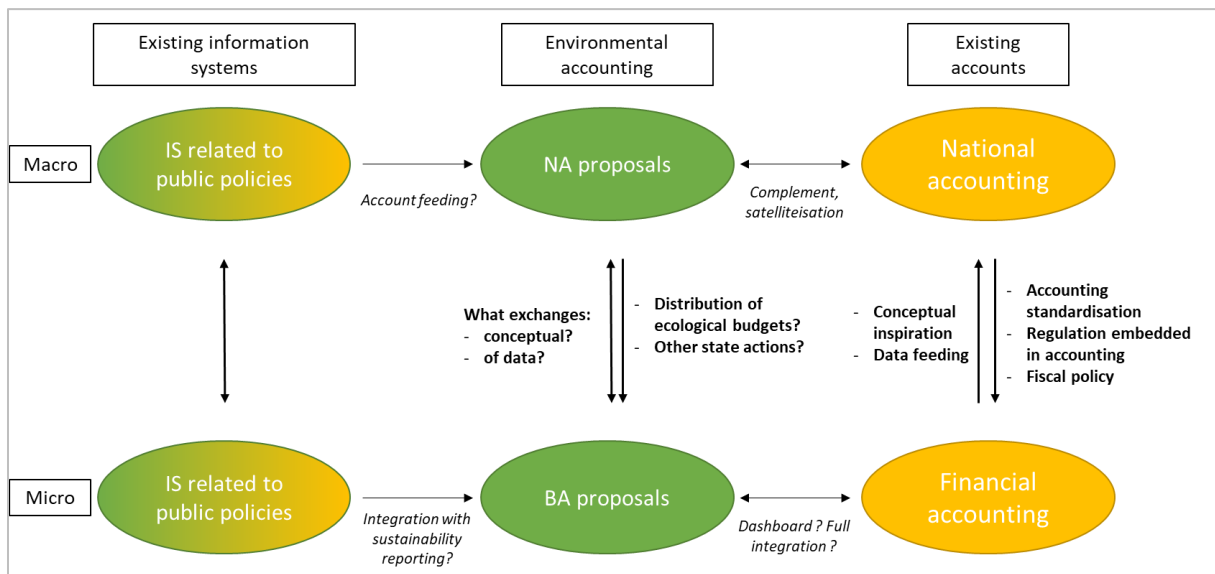 Existing information
systems
Environmental
accounting
Existing
accounts
Macro
IS related to
public policies
Account feeding?
NA proposals
Complement,
satelliteisation
National
accounting
What exchanges:
- conceptual?
- of data?
- Distribution of
ecological budgets?
- Other state actions?
- Conceptual
inspiration
- Data feeding
- Accounting
standardisation
- Regulation embedded
in accounting
- Fiscal policy
Micro
IS related to
public policies
Integration with
sustainability
reporting?
BA proposals
Dashboard ? Full
integration ?
Financial
accounting